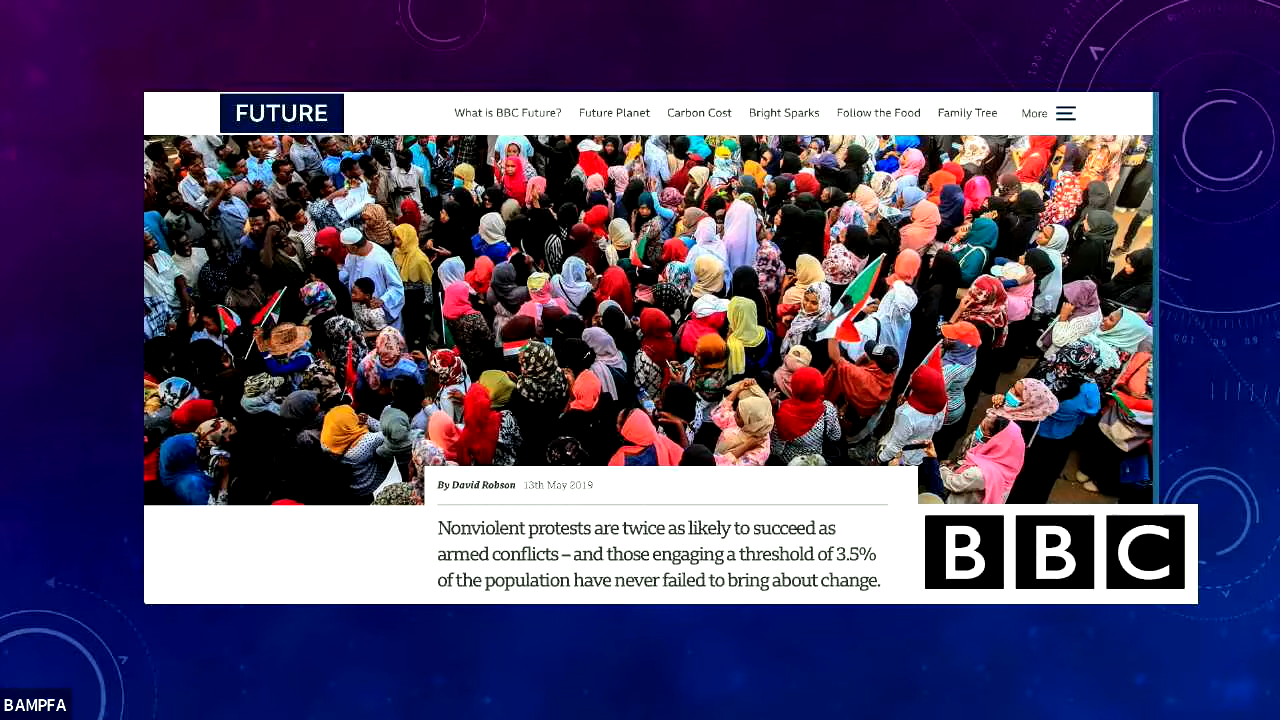 FUTURE
What is BBC Future? Future Planet Carbon Cost Bright Sparks Follow the Food Family Tree More
By David Robson 13th May 2019
Nonviolent protests are twice as likely to succeed as
armed conflicts – and those engaging a threshold of 3.5%
of the population have never failed to bring about change.
BBC
BAMPFA